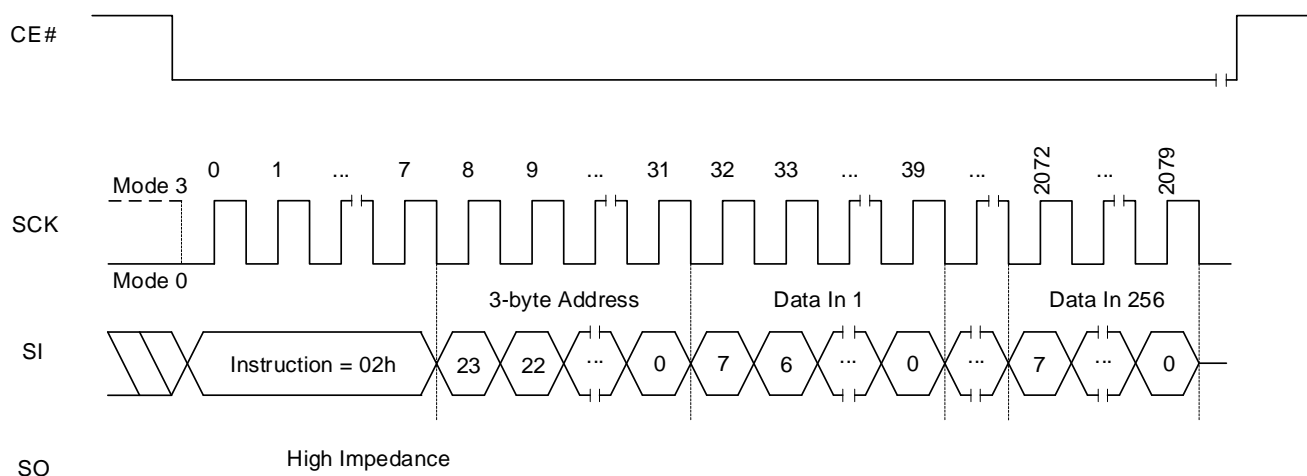 CE#
0 1 ... 7 8 9 ... 31 32 33 ... 39 ... 2072 ... 2079
Mode 3
SCK
Mode 0
3-byte Address Data In 1 Data In 256
SI Instruction = 02h 23 22 ... 0 7 6 ... 0 ... 7 ... 0
High Impedance
SO